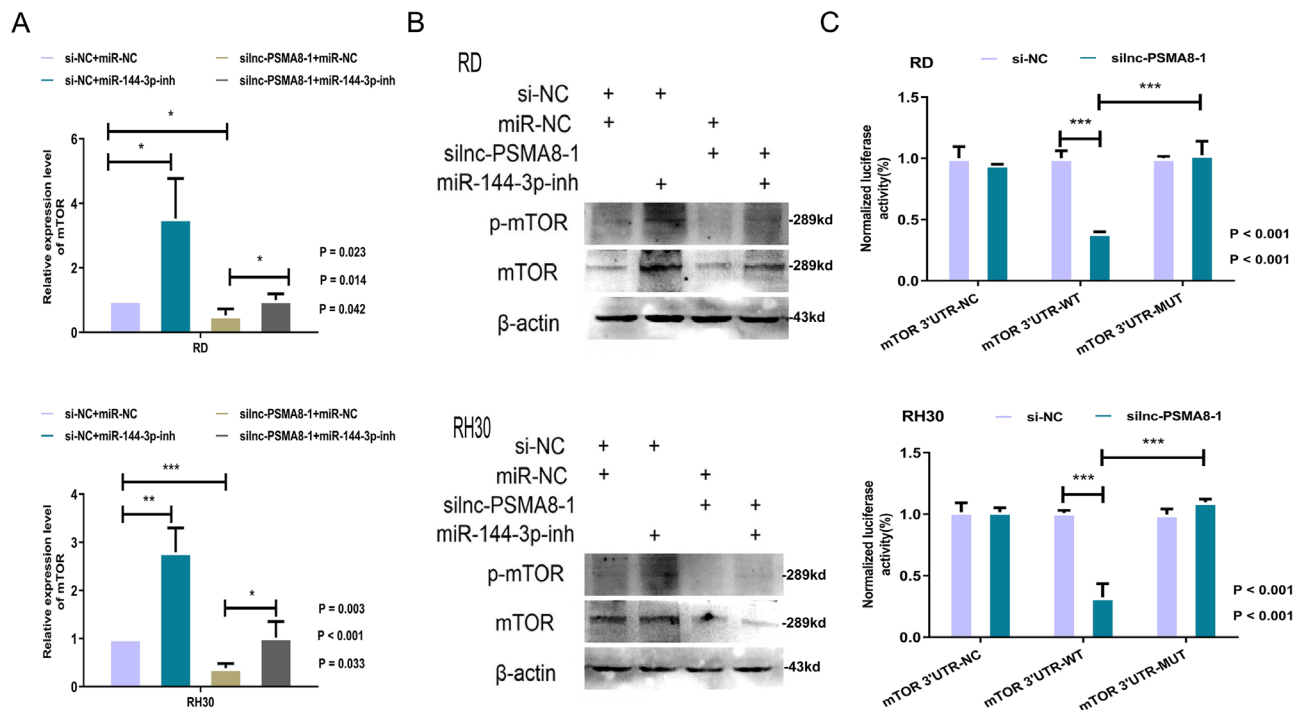 A
si-NC+miR-NC
silnc-PSMA8-1+miR-NC
si-NC+miR-144-3p-inh
silnc-PSMA8-1+miR-144-3p-inh
Relative expression level
of mTOR
8
6
4
2
0
*
*
*
P = 0.023
P = 0.014
P = 0.042
RD
si-NC+miR-NC
silnc-PSMA8-1+miR-NC
si-NC+miR-144-3p-inh
silnc-PSMA8-1+miR-144-3p-inh
Relative expression level
of mTOR
4
3
2
1
0
***
**
*
P = 0.003
P < 0.001
P = 0.033
RH30
B
RD
si-NC + +
miR-NC + +
silnc-PSMA8-1 + +
miR-144-3p-inh + +
p-mTOR -289kd
mTOR -289kd
β-actin -43kd
RH30
si-NC + +
miR-NC + +
silnc-PSMA8-1 + +
miR-144-3p-inh + +
p-mTOR -289kd
mTOR -289kd
β-actin -43kd
C
RD
si-NC
silnc-PSMA8-1
Normalized luciferase
activity(%)
1.5
1.0
0.5
0.0
***
***
P < 0.001
P < 0.001
mTOR 3'UTR-NC
mTOR 3'UTR-WT
mTOR 3'UTR-MUT
RH30
si-NC
silnc-PSMA8-1
Normalized luciferase
activity(%)
1.5
1.0
0.5
0.0
***
***
P < 0.001
P < 0.001
mTOR 3'UTR-NC
mTOR 3'UTR-WT
mTOR 3'UTR-MUT